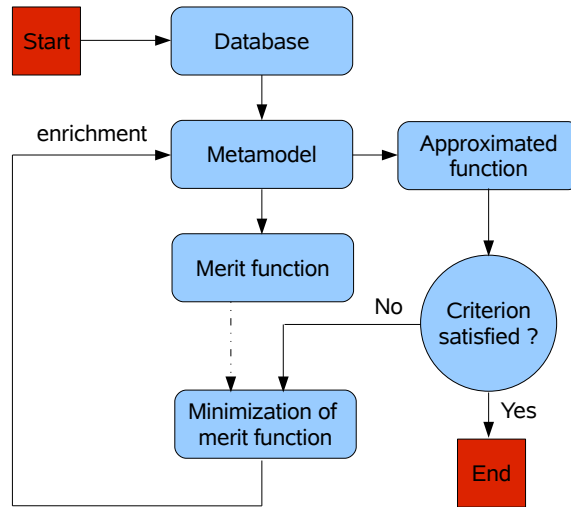 Start
Database
enrichment
Metamodel
Approximated
function
Merit function
No
Criterion
satisfied ?
Minimization of
merit function
Yes
End